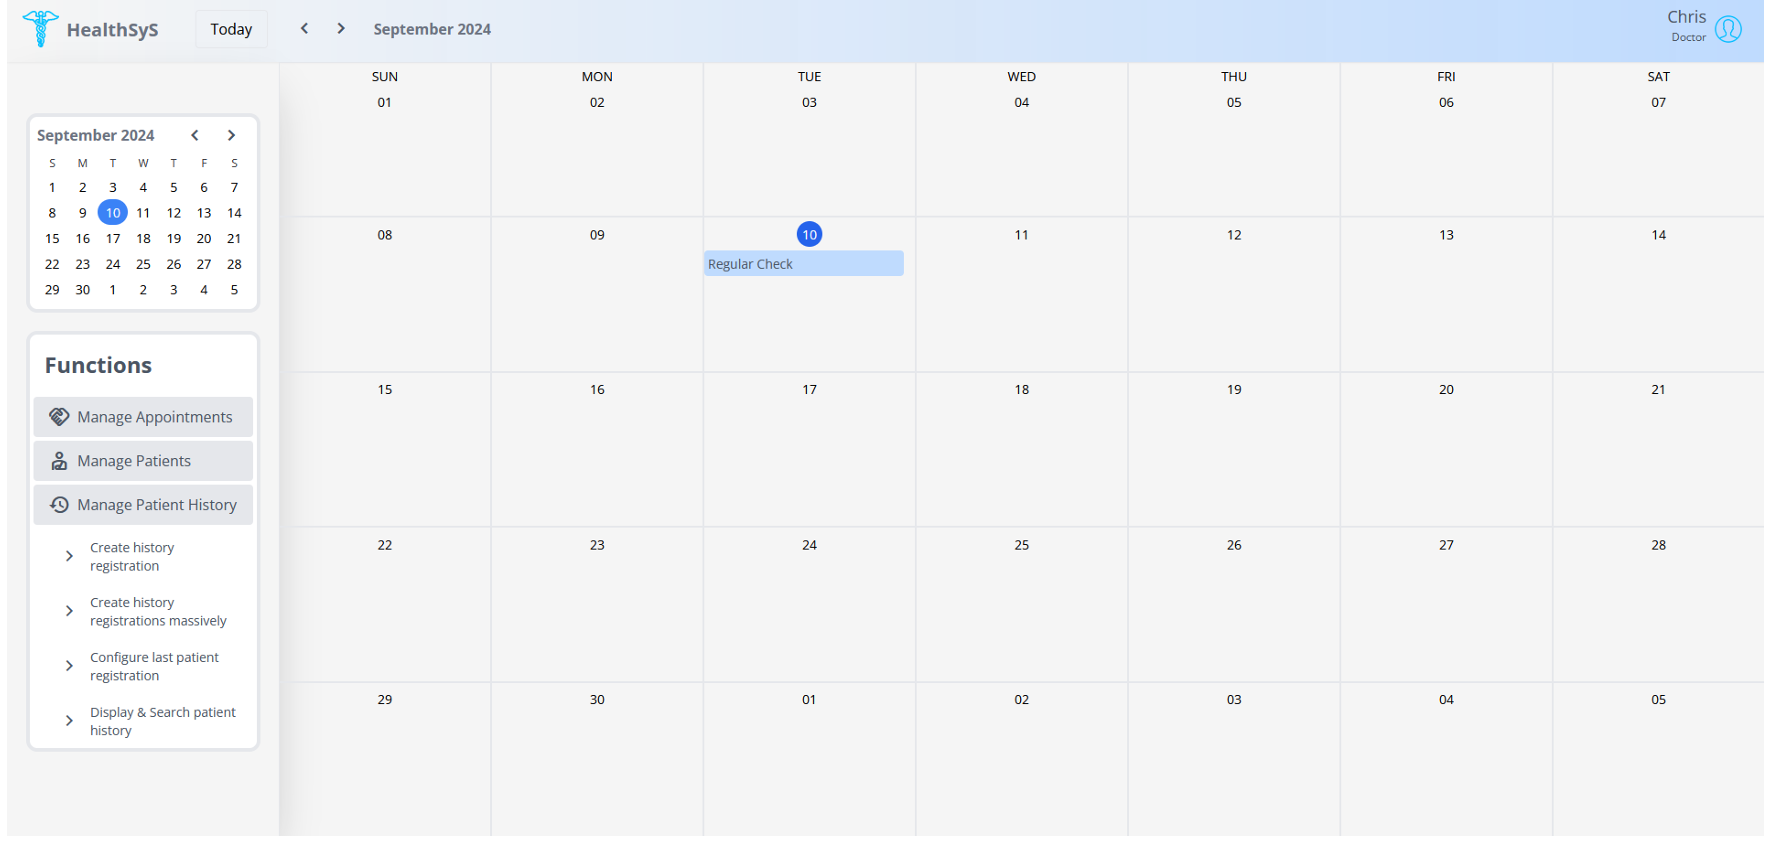 HealthSyS
Today
September 2024
Chris
Doctor
September 2024
S M T W T F S
1 2 3 4 5 6 7
8 9 10 11 12 13 14
15 16 17 18 19 20 21
22 23 24 25 26 27 28
29 30 1 2 3 4 5
Functions
Manage Appointments
Manage Patients
Manage Patient History
Create history
registration
Create history
registrations massively
Configure last patient
registration
Display & Search patient
history
SUN MON TUE WED THU FRI SAT
01 02 03 04 05 06 07
08 09 10 11 12 13 14
Regular Check
15 16 17 18 19 20 21
22 23 24 25 26 27 28
29 30 01 02 03 04 05